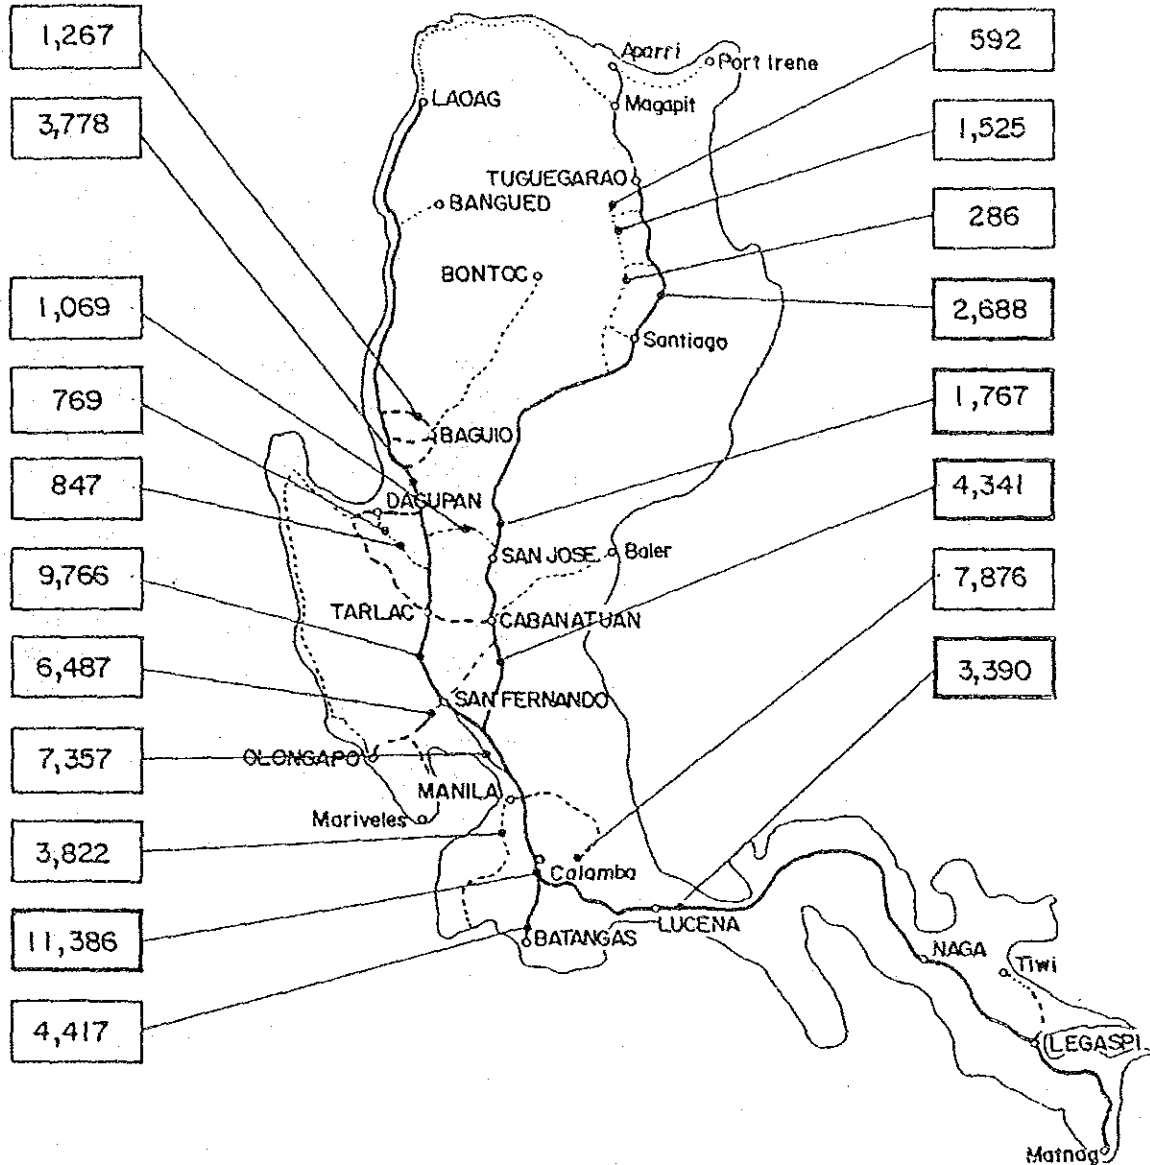 1,267
3,778
1,069
769
847
9,766
6,487
7,357
3,822
11,386
4,417
Aparri
Port Irene
LAOAG
Magapit
TUGUEGARAO
BANGUED
BONTOC
Santiago
BAGUIO
DAGUPAN
SAN JOSE
Baler
TARLAC
CABANATUAN
SAN FERNANDO
OLONGAPO
MANILA
Mariveles
Calamba
LUCENA
BATANGAS
NAGA
Tiwi
LEGASPI
Matnog
592
1,525
286
2,688
1,767
4,341
7,876
3,390